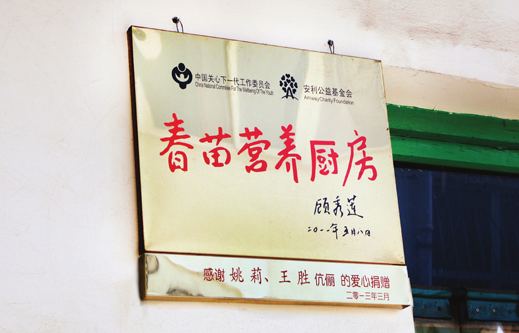 中国关心下一代工作委员会
China National Committee For The Wellbeing Of The Youth
安利公益基金会
Amway Charity Foundation
春苗营养厨房
顾秀莲
二〇一一年五月八日
感谢 姚 莉、王 胜 伉俪 的爱心捐赠
二零一三年三月